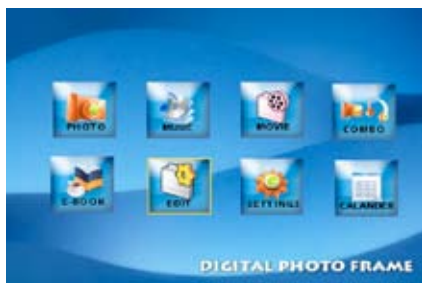 PHOTO MUSIC MOVIE COMBO
E-BOOK EDIT SETTINGS CALANDER
DIGITAL PHOTO FRAME